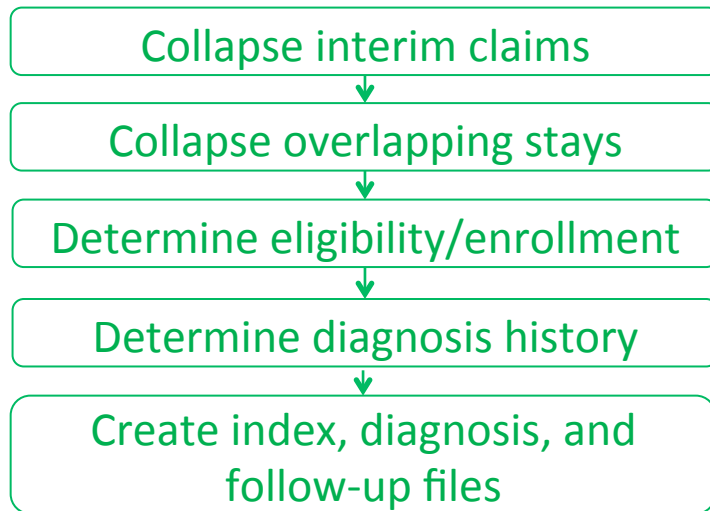 Collapse interim claims
Collapse overlapping stays
Determine eligibility/enrollment
Determine diagnosis history
Create index, diagnosis, and
follow-up files